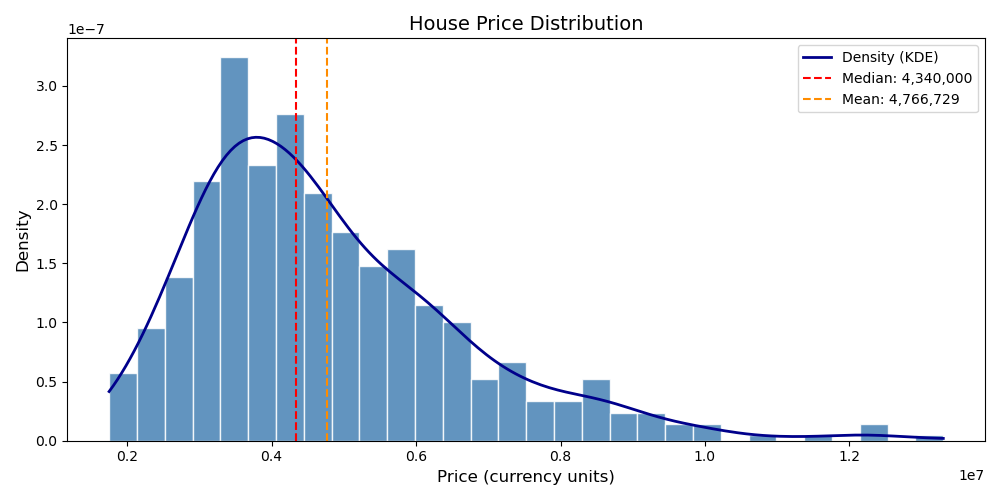 House Price Distribution
1e−7
Density (KDE)
Median: 4,340,000
Mean: 4,766,729
3.0
2.5
2.0
1.5
1.0
0.5
0.0
Density
0.2 0.4 0.6 0.8 1.0 1.2
1e7
Price (currency units)